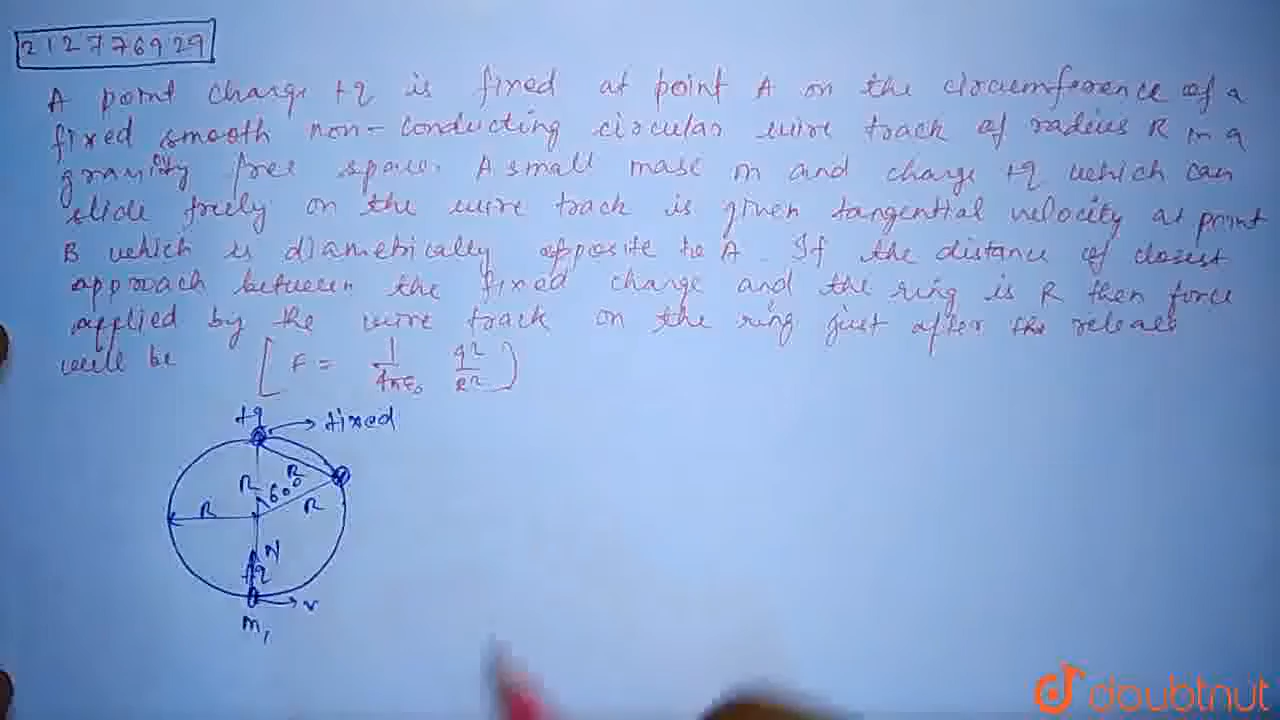 212776929
A point charge +q is fixed at point A on the circumference of a
fixed smooth non-conducting circular wire track of radius R in a
gravity free space. A small mass m and charge +q which can
slide freely on the wire track is given tangential velocity at point
B which is diametrically opposite to A. If the distance of closest
approach between the fixed charge and the ring is R then force
applied by the wire track on the ring just after the release
will be [ F = 1/4πε₀ q²/R² ]
+q
fixed
R
R
60°
R
R
N
+q
v
m,
doubtnut